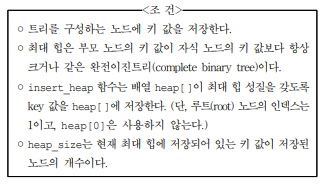 <조 건>
○ 트리를 구성하는 노드에 키 값을 저장한다.
○ 최대 힙은 부모 노드의 키 값이 자식 노드의 키 값보다 항상
크거나 같은 완전이진트리(complete binary tree)이다.
○ insert_heap 함수는 배열 heap[]이 최대 힙 성질을 갖도록
key 값을 heap[]에 저장한다. (단, 루트(root) 노드의 인덱스는
1이고, heap[0]은 사용하지 않는다.)
○ heap_size는 현재 최대 힙에 저장되어 있는 키 값이 저장된
노드의 개수이다.